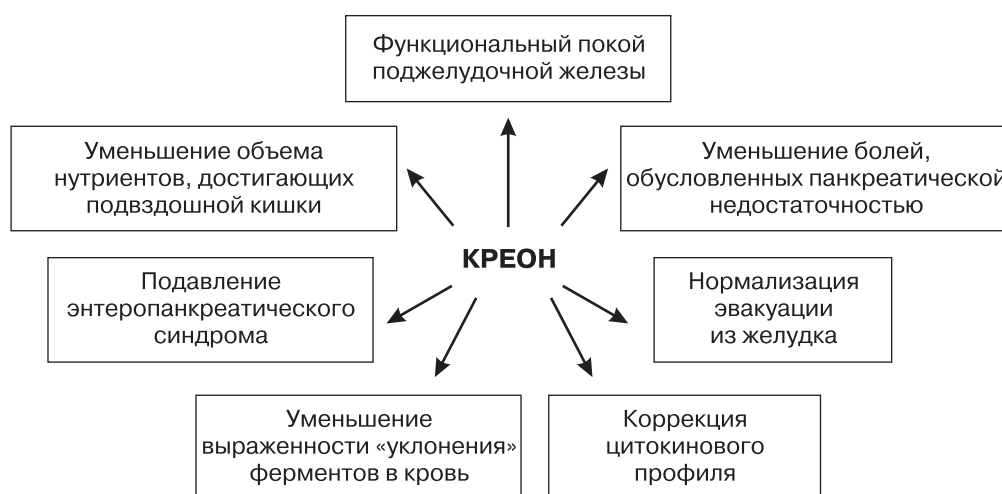 Функциональный покой
поджелудочной железы
Уменьшение объема
нутриентов, достигающих
подвздошной кишки
Уменьшение болей,
обусловленных панкреатической
недостаточностью
КРЕОН
Подавление
энтеропанкреатического
синдрома
Нормализация
эвакуации
из желудка
Уменьшение
выраженности «уклонения»
ферментов в кровь
Коррекция
цитокинового
профиля